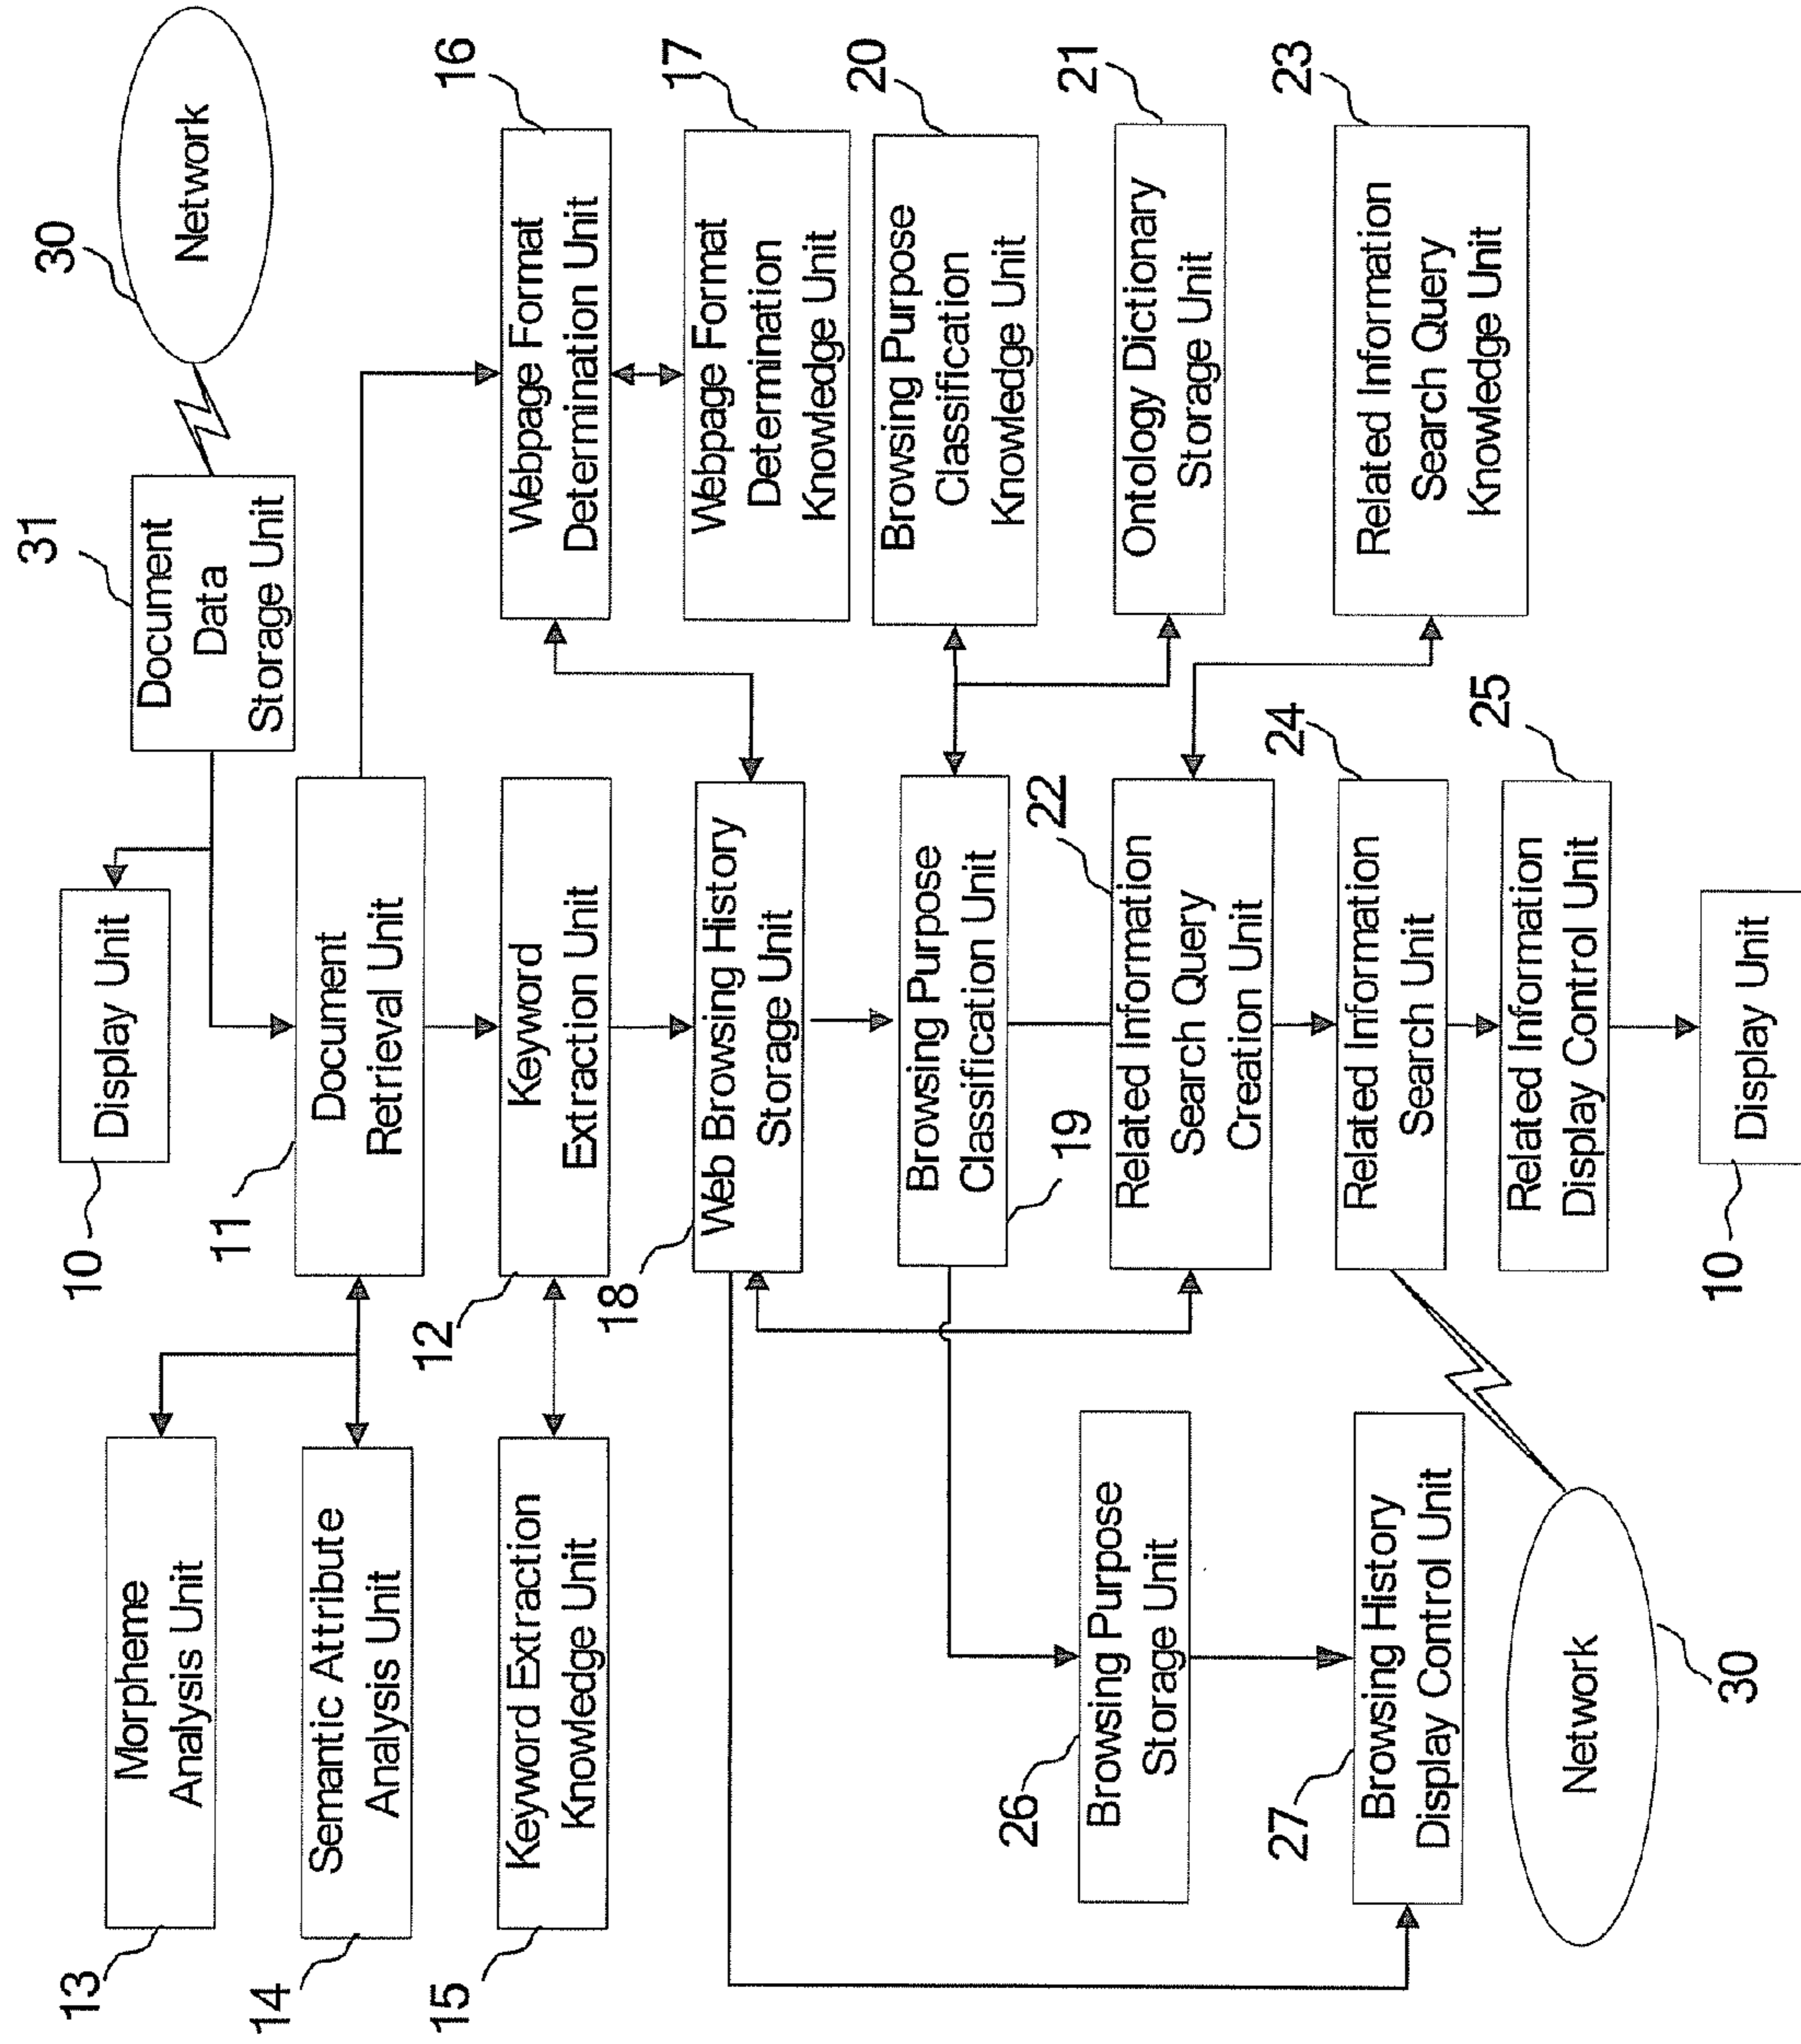 30
Network
31
Document
Data
Storage Unit
10
Display Unit
11
Document
Retrieval Unit
13
Morpheme
Analysis Unit
14
Semantic Attribute
Analysis Unit
16
Webpage Format
Determination Unit
12
Keyword
Extraction Unit
15
Keyword Extraction
Knowledge Unit
17
Webpage Format
Determination
Knowledge Unit
18
Web Browsing History
Storage Unit
20
Browsing Purpose
Classification
Knowledge Unit
19
Browsing Purpose
Classification Unit
21
Ontology Dictionary
Storage Unit
22
Related Information
Search Query
Creation Unit
26
Browsing Purpose
Storage Unit
23
Related Information
Search Query
Knowledge Unit
24
Related Information
Search Unit
27
Browsing History
Display Control Unit
25
Related Information
Display Control Unit
Network
30
10
Display Unit